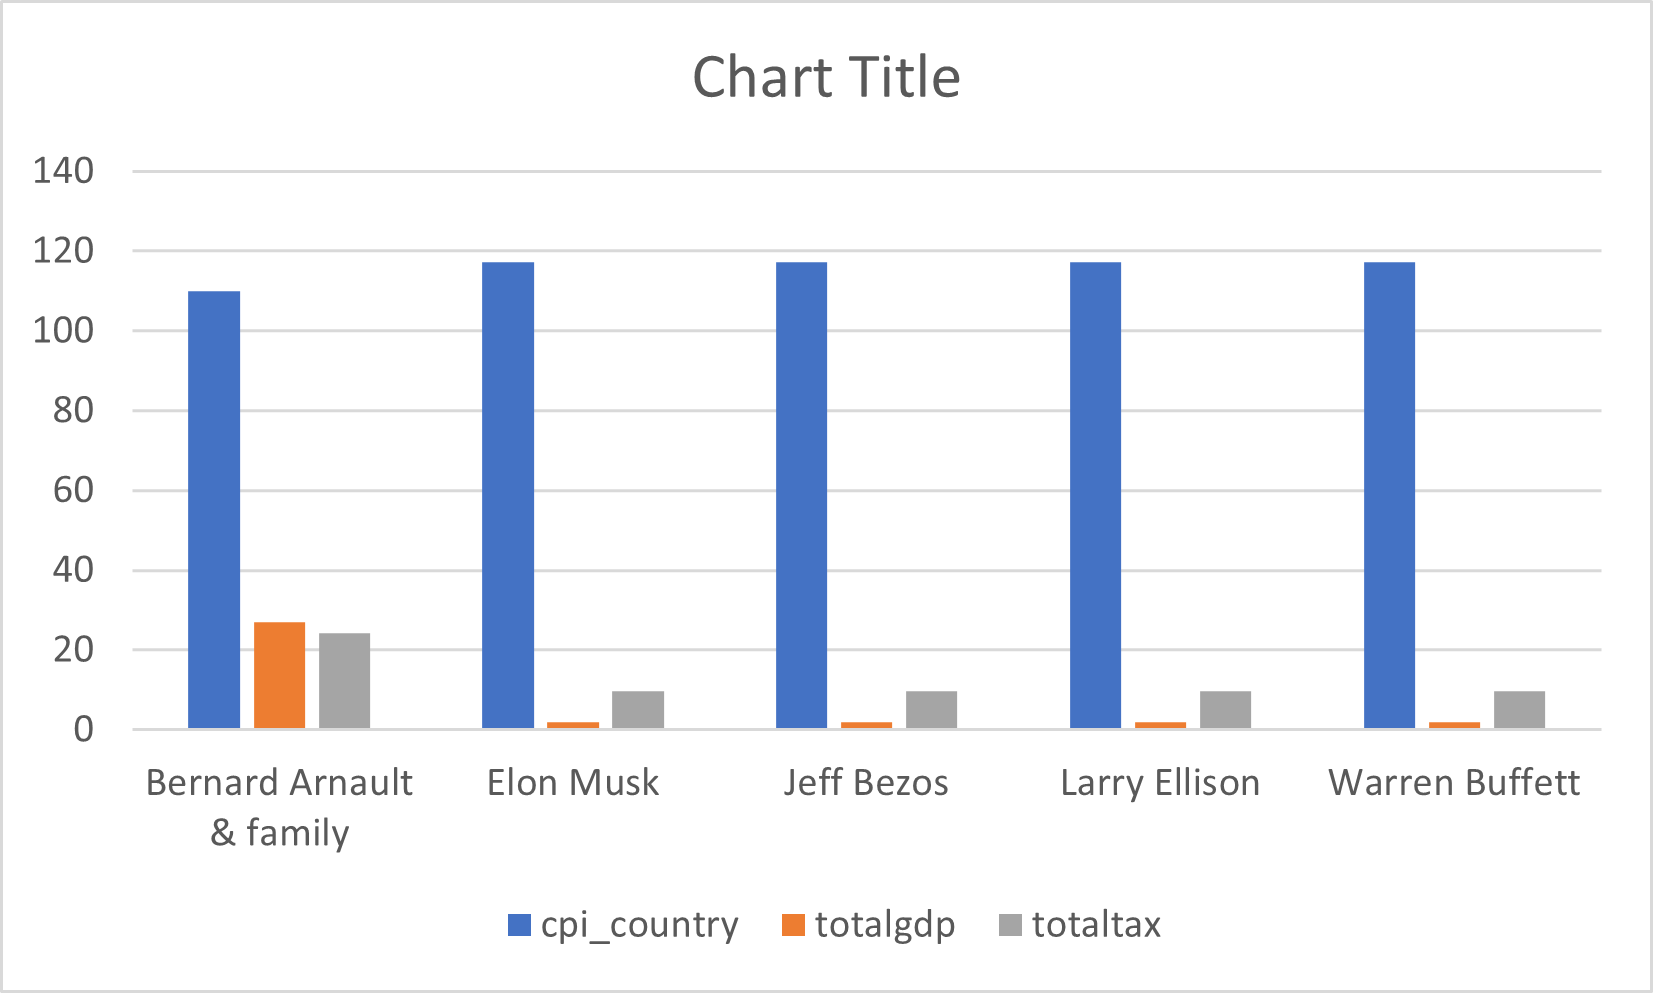 Chart Title
140
120
100
80
60
40
20
0
Bernard Arnault & family
Elon Musk
Jeff Bezos
Larry Ellison
Warren Buffett
cpi_country
totalgdp
totaltax